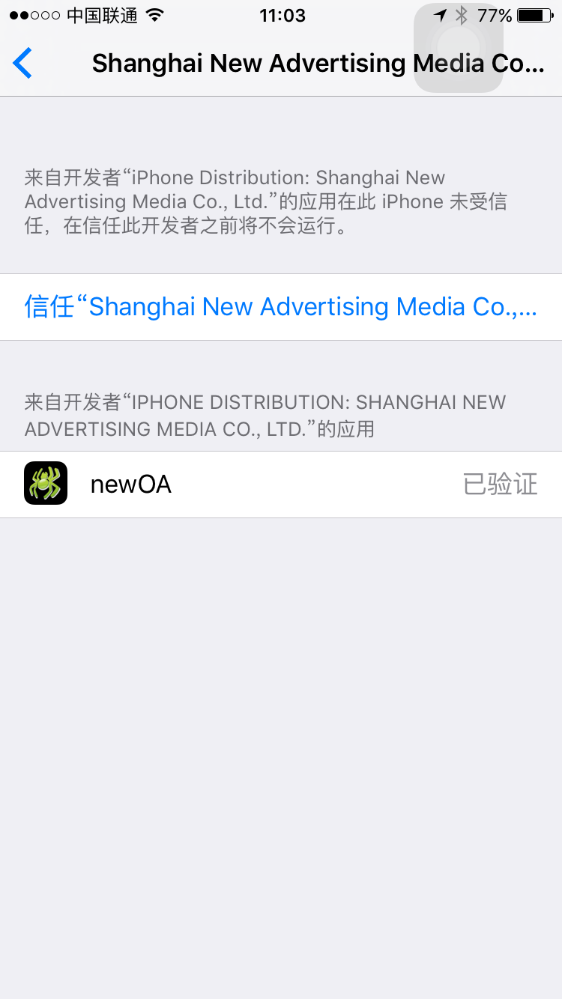 中国联通 11:03 77%
Shanghai New Advertising Media Co...
来自开发者“iPhone Distribution: Shanghai New
Advertising Media Co., Ltd.”的应用在此 iPhone 未受信
任，在信任此开发者之前将不会运行。
信任“Shanghai New Advertising Media Co.,...
来自开发者“IPHONE DISTRIBUTION: SHANGHAI NEW
ADVERTISING MEDIA CO., LTD.”的应用
newOA 已验证